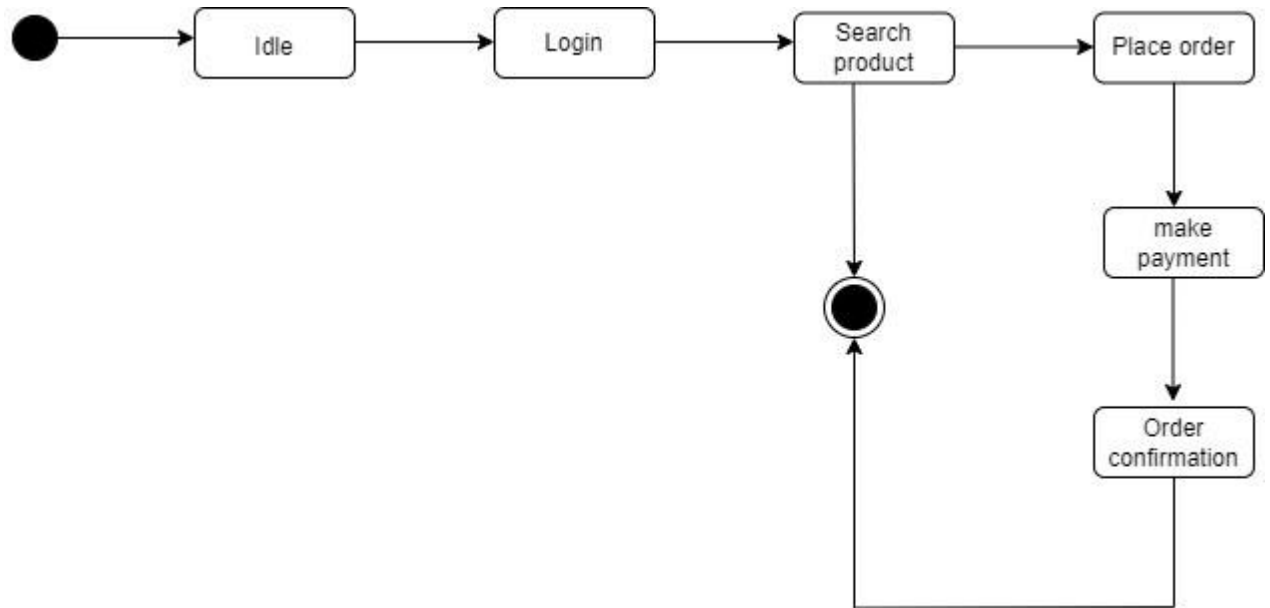 Idle
Login
Search
product
Place order
make
payment
Order
confirmation